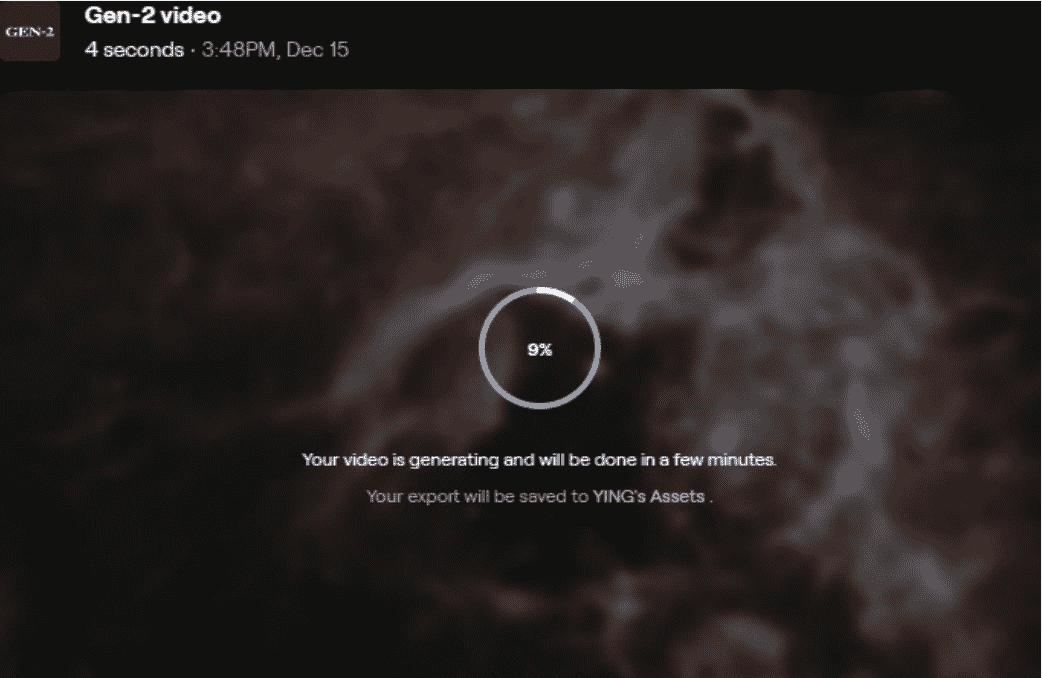 GEN-2
Gen-2 video
4 seconds · 3:48PM, Dec 15
9%
Your video is generating and will be done in a few minutes.
Your export will be saved to YING's Assets .